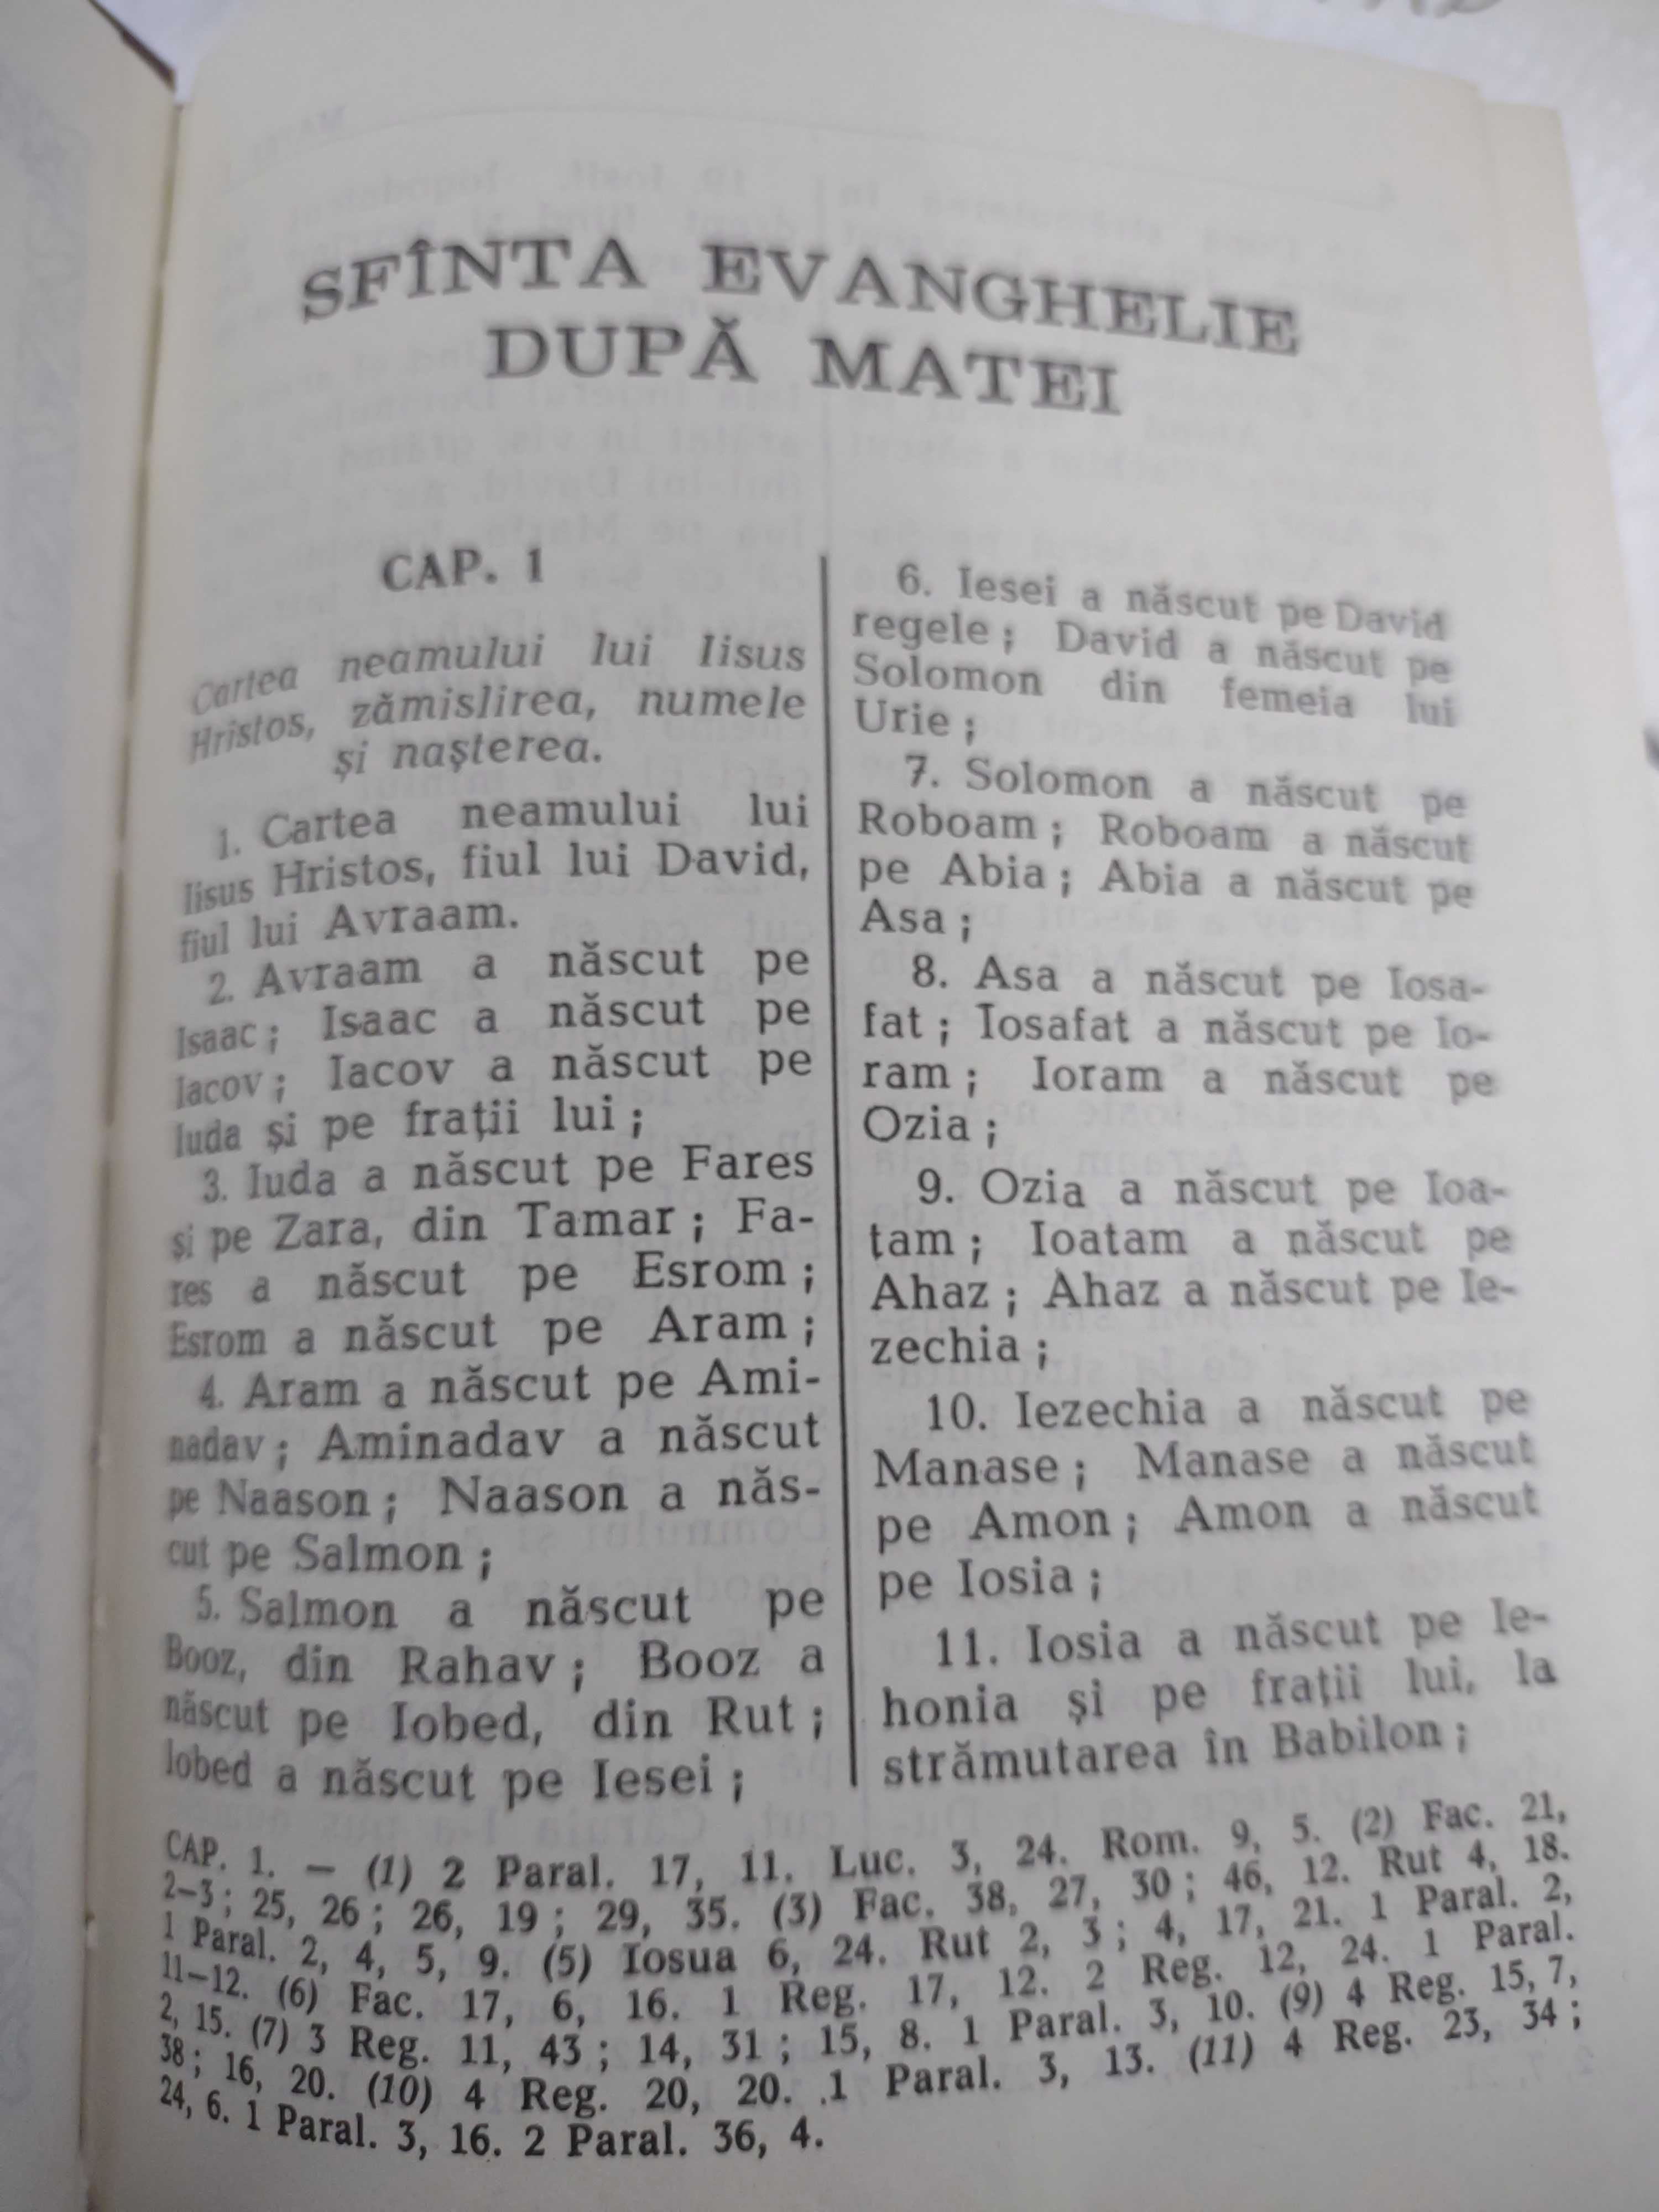 SFÎNTA EVANGHELIE
DUPĂ MATEI
CAP. 1
Cartea neamului lui Iisus
Hristos, zămislirea, numele
şi naşterea.
1. Cartea neamului lui
Iisus Hristos, fiul lui David,
fiul lui Avraam.
2. Avraam a născut pe
Isaac ; Isaac a născut pe
Iacov ; Iacov a născut pe
Iuda şi pe fraţii lui ;
3. Iuda a născut pe Fares
şi pe Zara, din Tamar ; Fa-
res a născut pe Esrom ;
Esrom a născut pe Aram ;
4. Aram a născut pe Ami-
nadav ; Aminadav a născut
pe Naason ; Naason a năs-
cut pe Salmon ;
5. Salmon a născut pe
Booz, din Rahav ; Booz a
născut pe Iobed, din Rut ;
Iobed a născut pe Iesei ;
6. Iesei a născut pe David
regele ; David a născut pe
Solomon din femeia lui
Urie ;
7. Solomon a născut pe
Roboam ; Roboam a născut
pe Abia ; Abia a născut pe
Asa ;
8. Asa a născut pe Iosa-
fat ; Iosafat a născut pe Io-
ram ; Ioram a născut pe
Ozia ;
9. Ozia a născut pe Ioa-
tam ; Ioatam a născut pe
Ahaz ; Ahaz a născut pe Ie-
zechia ;
10. Iezechia a născut pe
Manase ; Manase a născut
pe Amon ; Amon a născut
pe Iosia ;
11. Iosia a născut pe Ie-
honia şi pe fraţii lui, la
strămutarea în Babilon ;
CAP. 1. — (1) 2 Paral. 17, 11. Luc. 3, 24. Rom. 9, 5. (2) Fac. 21,
2—3 ; 25, 26 ; 26, 19 ; 29, 35. (3) Fac. 38, 27, 30 ; 46, 12. Rut 4, 18.
1 Paral. 2, 4, 5, 9. (5) Iosua 6, 24. Rut 2, 3 ; 4, 17, 21. 1 Paral. 2,
11—12. (6) Fac. 17, 6, 16. 1 Reg. 17, 12. 2 Reg. 12, 24. 1 Paral.
2, 15. (7) 3 Reg. 11, 43 ; 14, 31 ; 15, 8. 1 Paral. 3, 10. (9) 4 Reg. 15, 7,
38 ; 16, 20. (10) 4 Reg. 20, 20. 1 Paral. 3, 13. (11) 4 Reg. 23, 34 ;
24, 6. 1 Paral. 3, 16. 2 Paral. 36, 4.